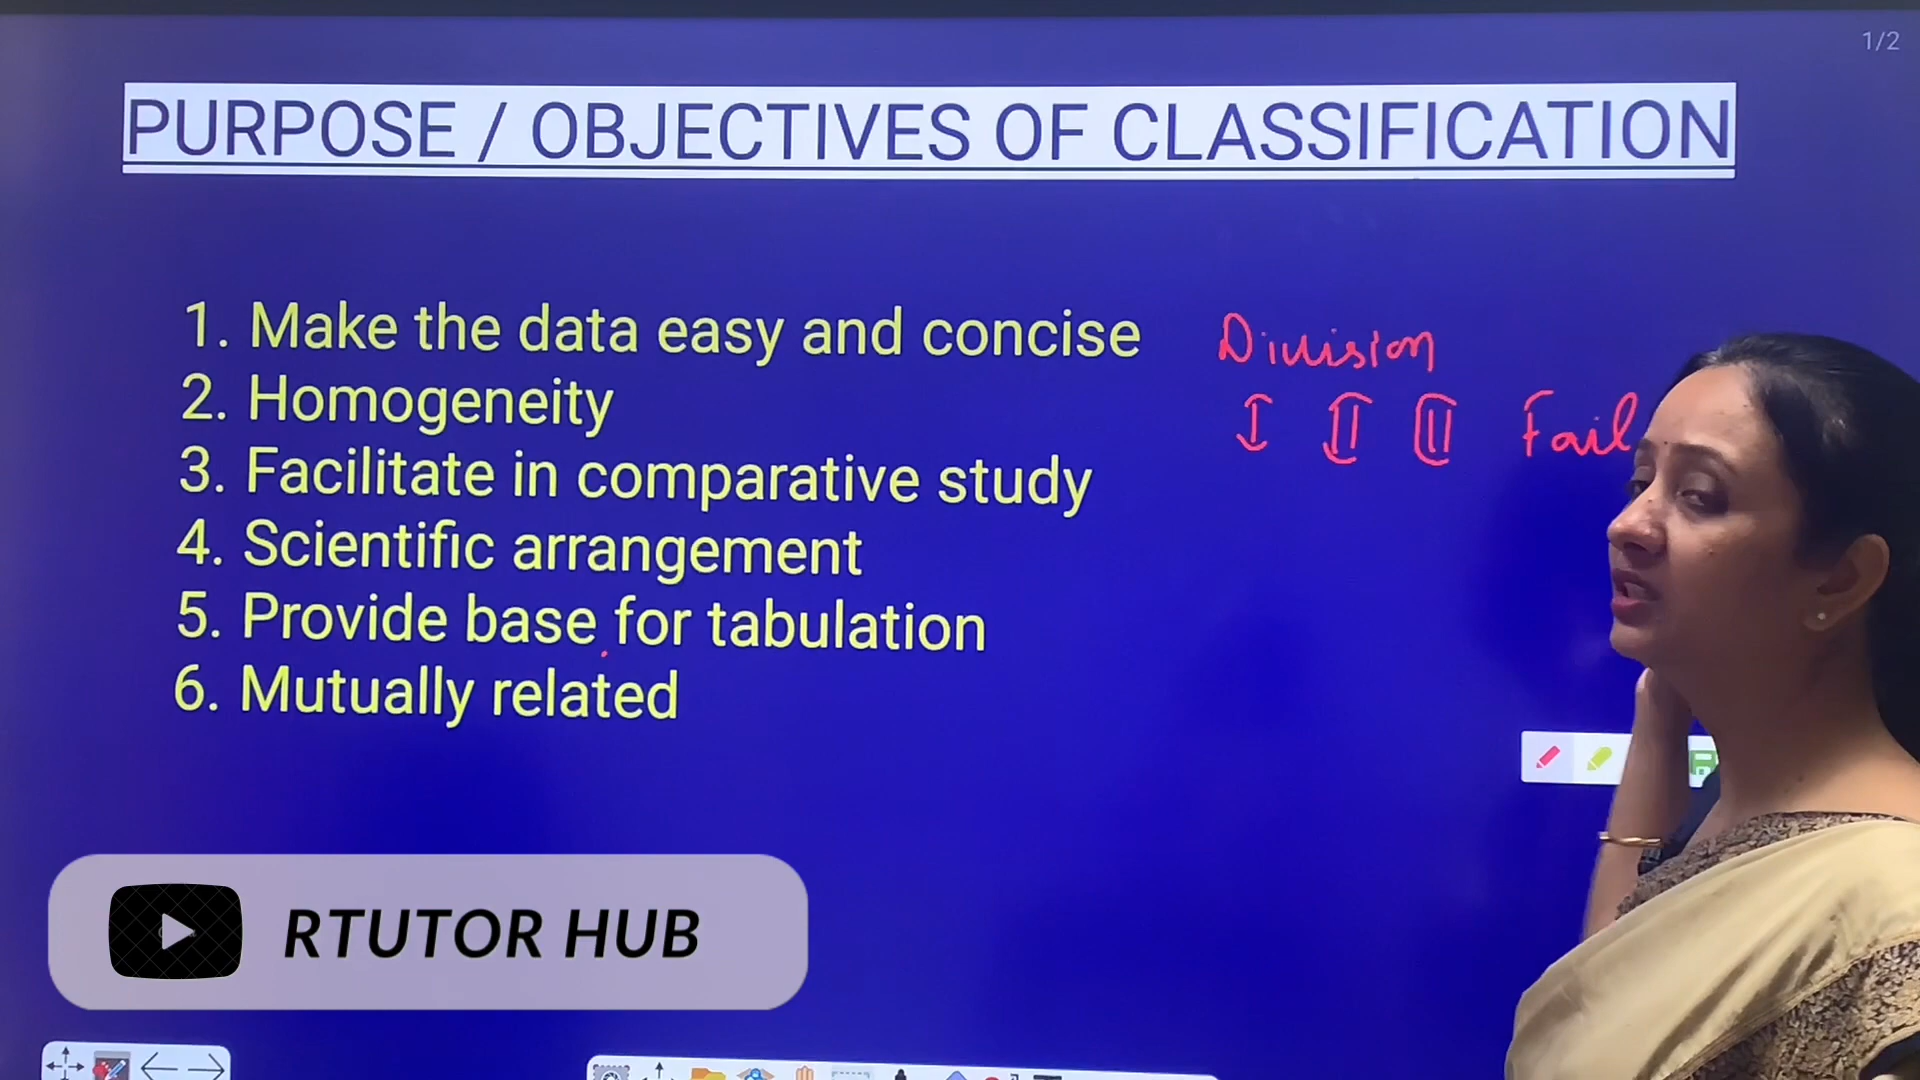 1/2
PURPOSE / OBJECTIVES OF CLASSIFICATION
1. Make the data easy and concise
2. Homogeneity
3. Facilitate in comparative study
4. Scientific arrangement
5. Provide base for tabulation
6. Mutually related
Division
I II III Fail
RTUTOR HUB